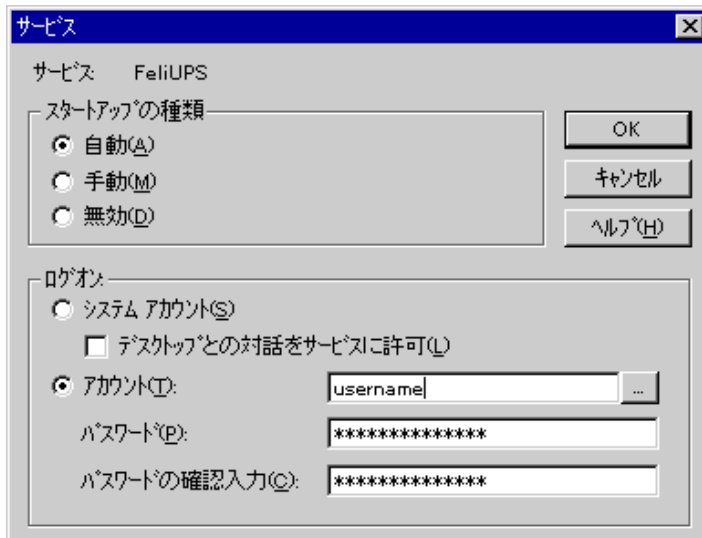 サービス
サービス: FeliUPS
スタートアップの種類
自動(A)
手動(M)
無効(D)
OK
キャンセル
ヘルプ(H)
ログオン:
システム アカウント(S)
デスクトップとの対話をサービスに許可(L)
アカウント(T): username ...
パスワード(P): **************
パスワードの確認入力(C): **************